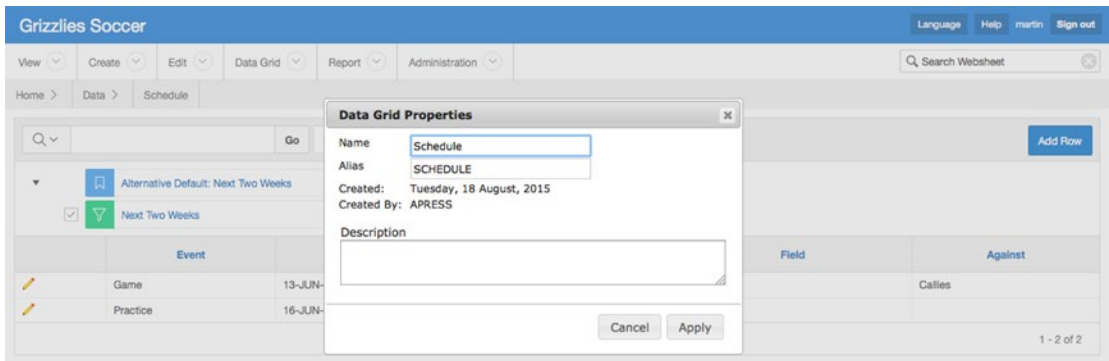 Grizzlies Soccer
Language Help martin Sign out
View Create Edit Data Grid Report Administration
Search Websheet
Home > Data > Schedule
Data Grid Properties
Name Schedule
Alias SCHEDULE
Created: Tuesday, 18 August, 2015
Created By: APRESS
Description
Cancel Apply
Go
Add Row
Alternative Default: Next Two Weeks
Next Two Weeks
Event Field Against
Game 13-JUN- Callies
Practice 16-JUN-
1 - 2 of 2